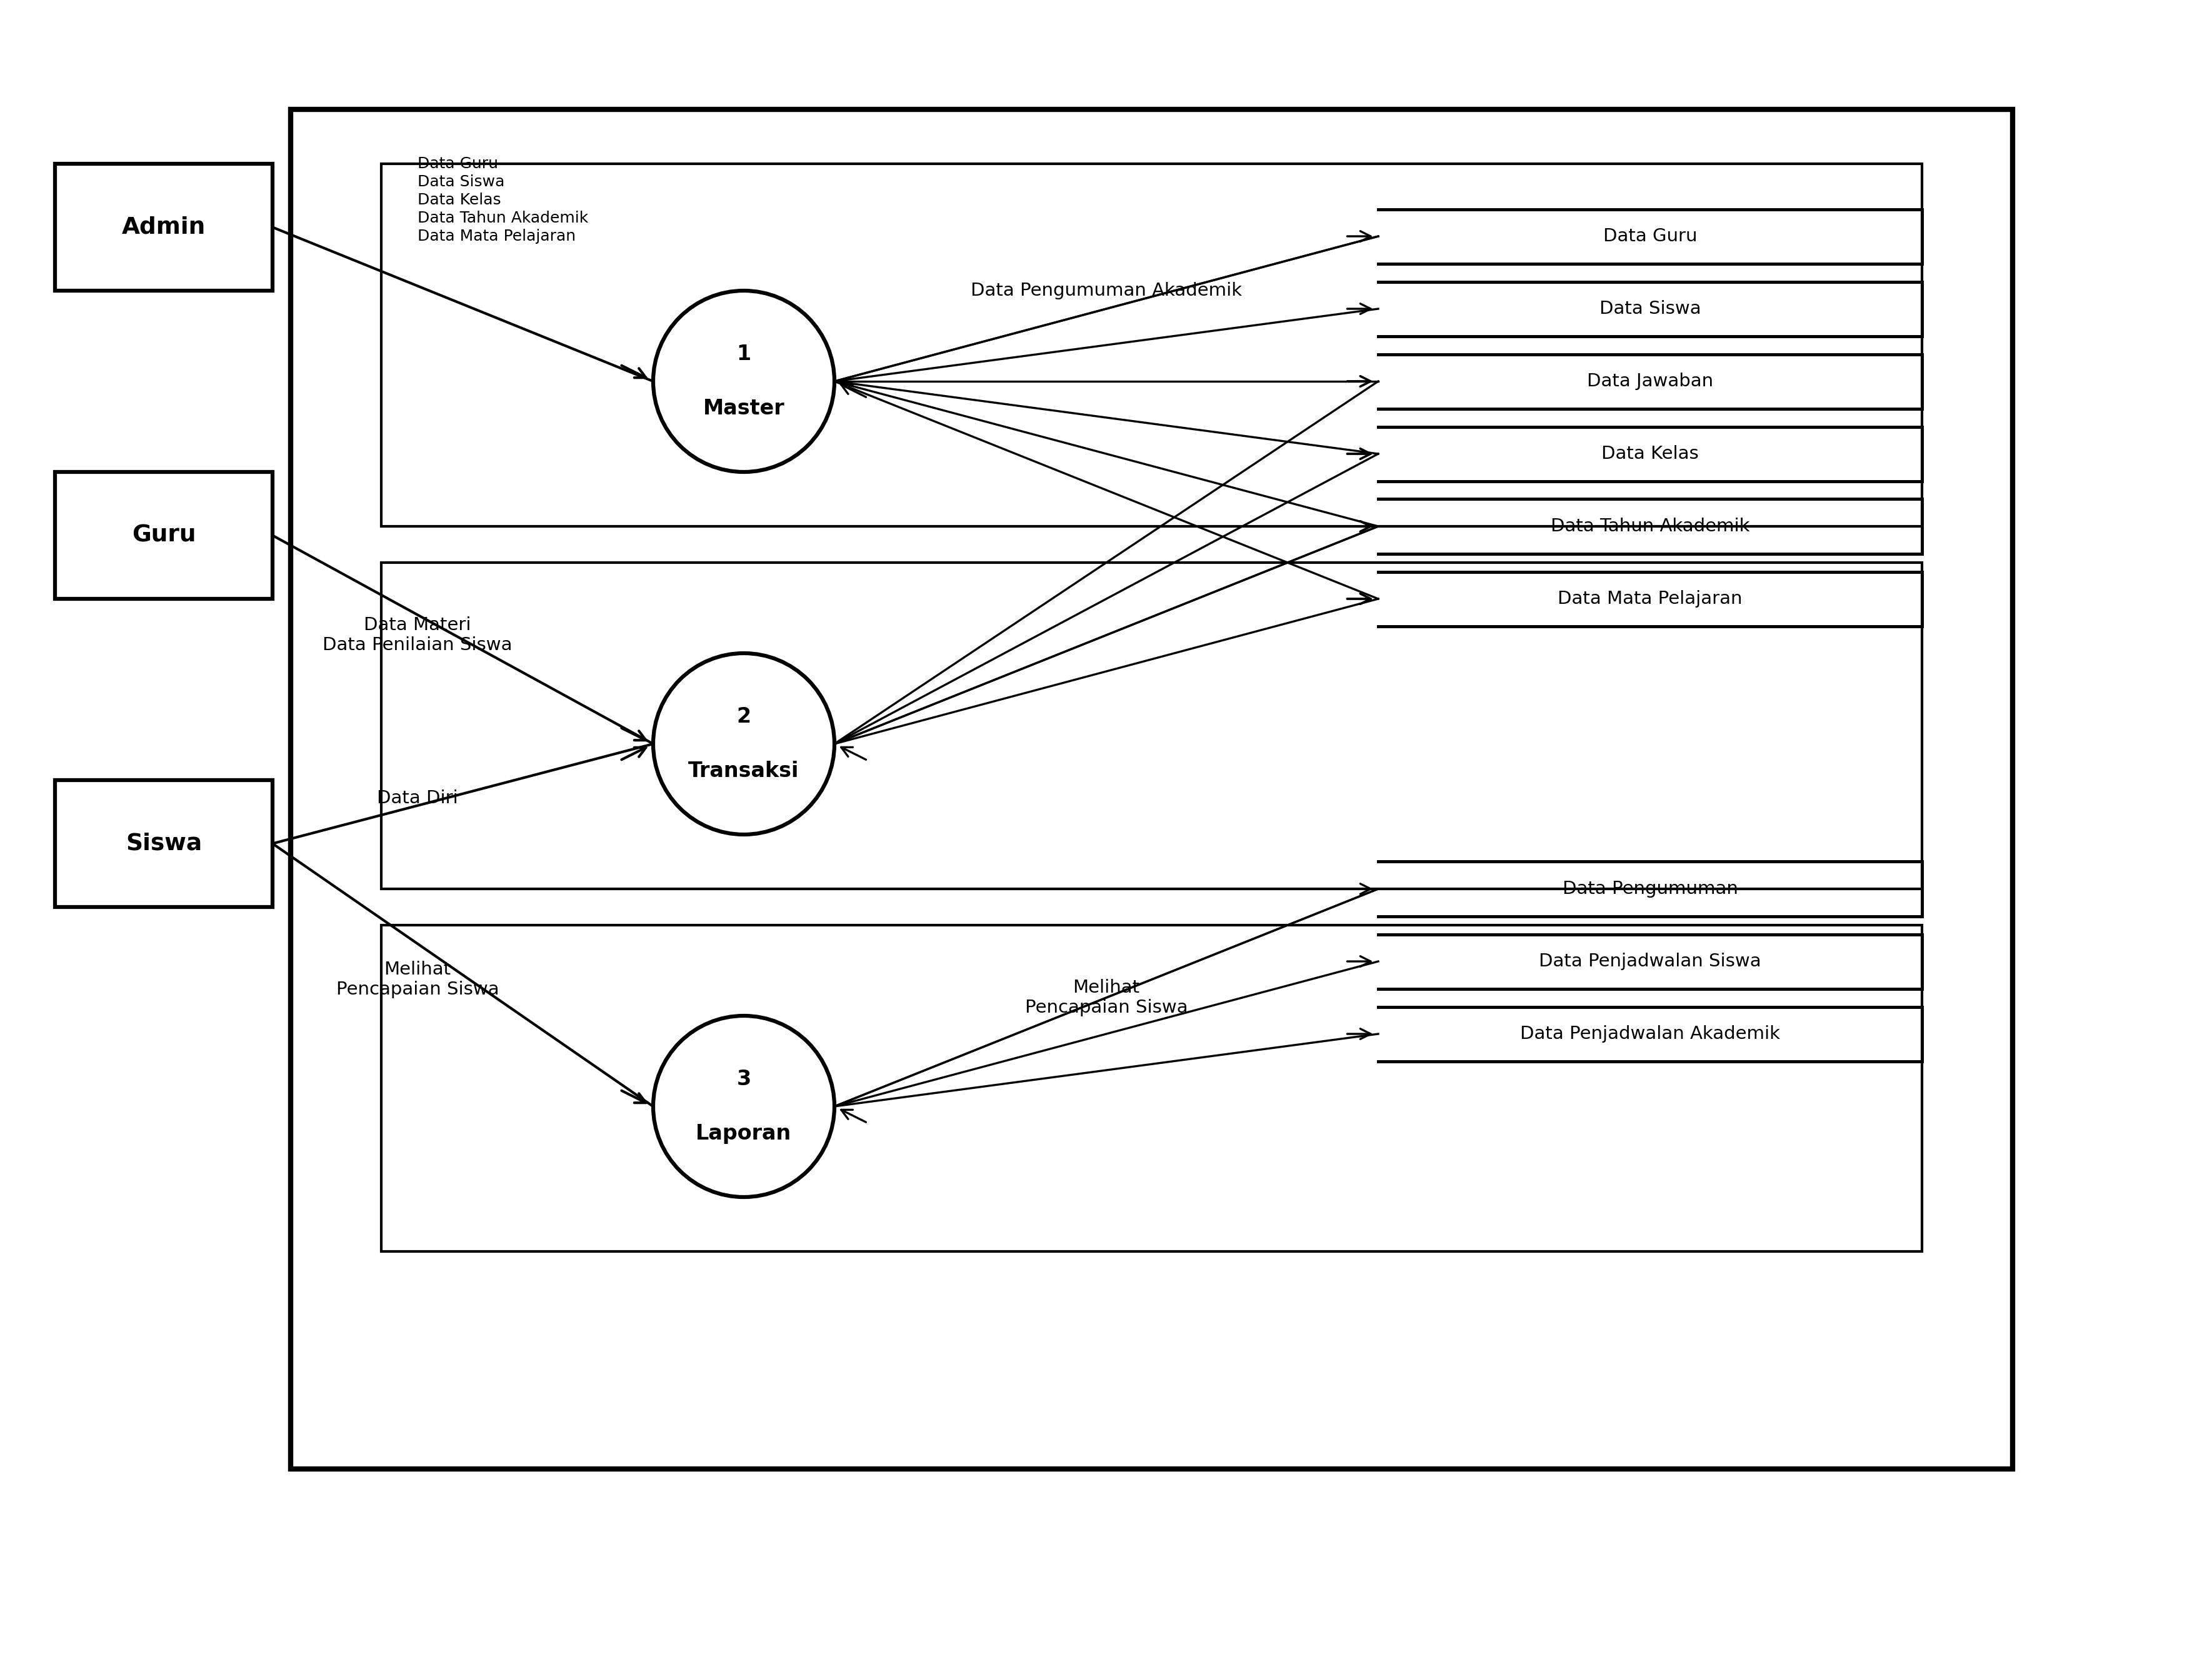 Admin
Guru
Siswa
Data Guru
Data Siswa
Data Kelas
Data Tahun Akademik
Data Mata Pelajaran
1
Master
Data Pengumuman Akademik
Data Guru
Data Siswa
Data Jawaban
Data Kelas
Data Tahun Akademik
Data Mata Pelajaran
Data Materi
Data Penilaian Siswa
2
Transaksi
Data Diri
Data Pengumuman
Data Penjadwalan Siswa
Data Penjadwalan Akademik
Melihat
Pencapaian Siswa
Melihat
Pencapaian Siswa
3
Laporan